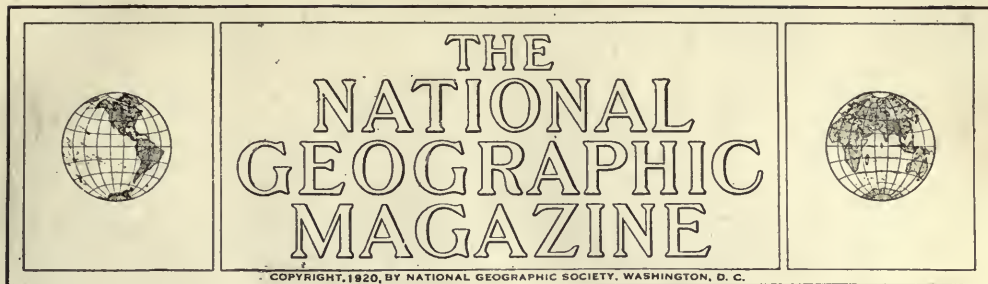 THE
NATIONAL
GEOGRAPHIC
MAGAZINE
COPYRIGHT, 1920, BY NATIONAL GEOGRAPHIC SOCIETY, WASHINGTON, D. C.